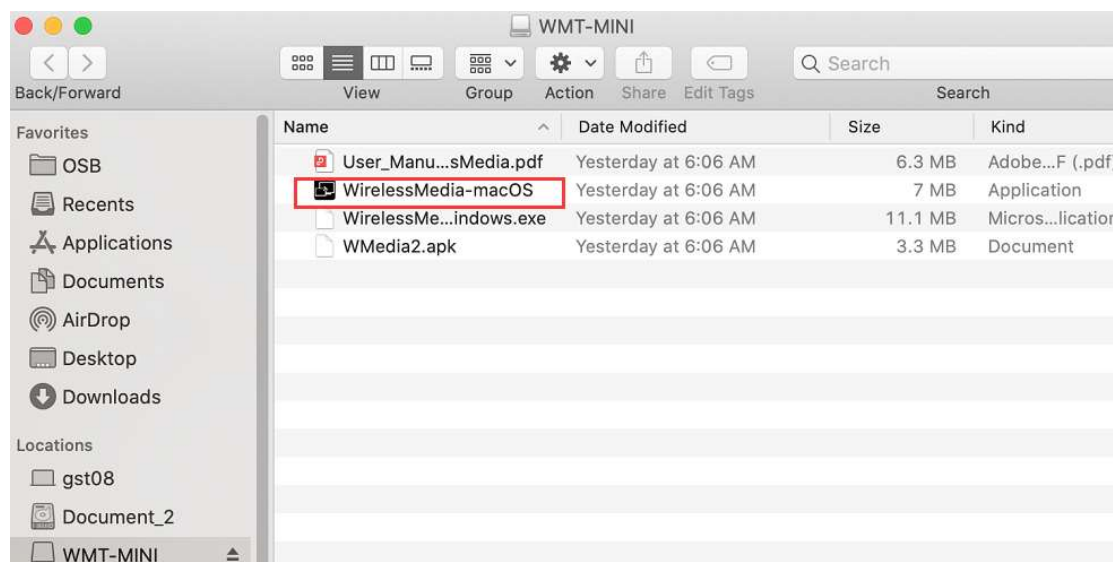 WMT-MINI
Search
Back/Forward View Group Action Share Edit Tags Search
Favorites
OSB
Recents
Applications
Documents
AirDrop
Desktop
Downloads
Locations
gst08
Document_2
WMT-MINI
Name Date Modified Size Kind
User_Manu...sMedia.pdf Yesterday at 6:06 AM 6.3 MB Adobe...F (.pdf)
WirelessMedia-macOS Yesterday at 6:06 AM 7 MB Application
WirelessMe...indows.exe Yesterday at 6:06 AM 11.1 MB Micros...lication
WMedia2.apk Yesterday at 6:06 AM 3.3 MB Document